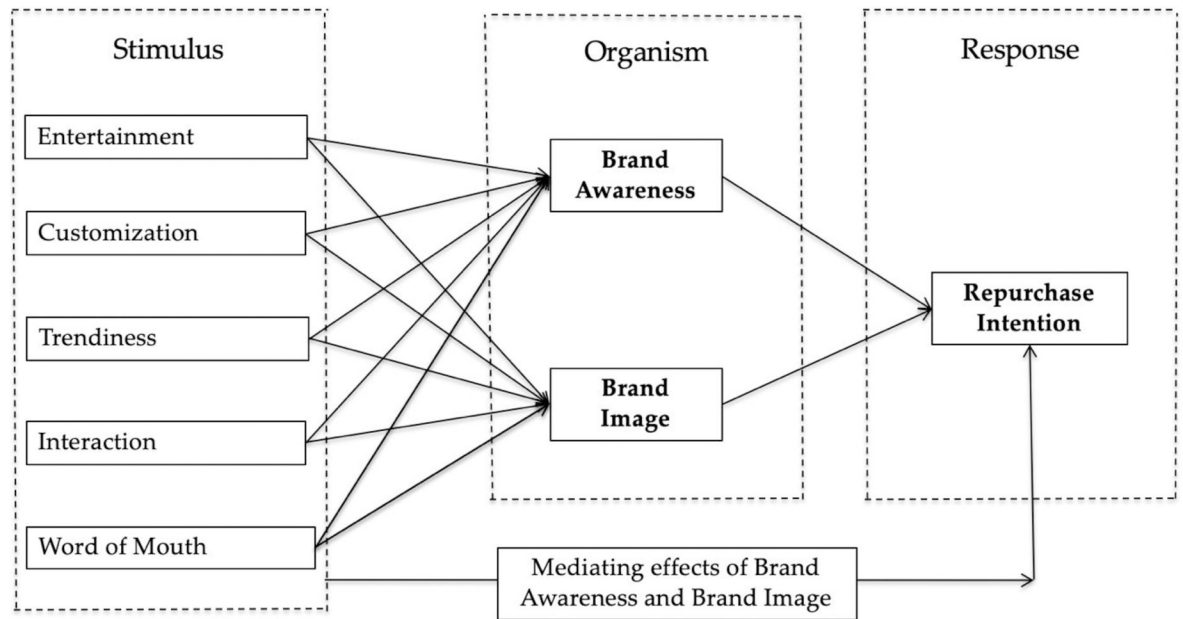 Stimulus
Organism
Response
Entertainment
Customization
Trendiness
Interaction
Word of Mouth
Brand
Awareness
Brand
Image
Repurchase
Intention
Mediating effects of Brand
Awareness and Brand Image